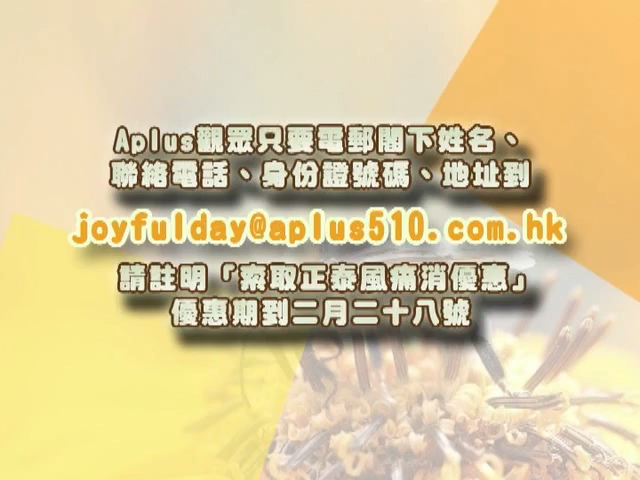 Aplus觀眾只要電郵閣下姓名、
聯絡電話、身份證號碼、地址到
joyfulday@aplus510.com.hk
請註明「索取正泰風痛消優惠」
優惠期到二月二十八號